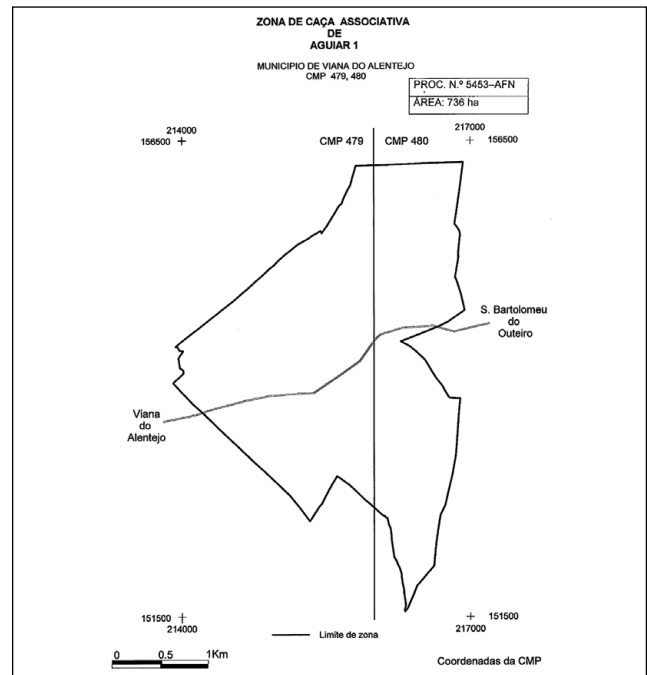 ZONA DE CAÇA ASSOCIATIVA
DE
AGUIAR 1
MUNICIPIO DE VIANA DO ALENTEJO
CMP 479, 480
PROC. N.º 5453–AFN
ÁREA: 736 ha
214000
156500
CMP 479
CMP 480
217000
156500
S. Bartolomeu
do
Outeiro
Viana
do
Alentejo
151500
214000
151500
217000
Limite de zona
0 0.5 1Km
Coordenadas da CMP